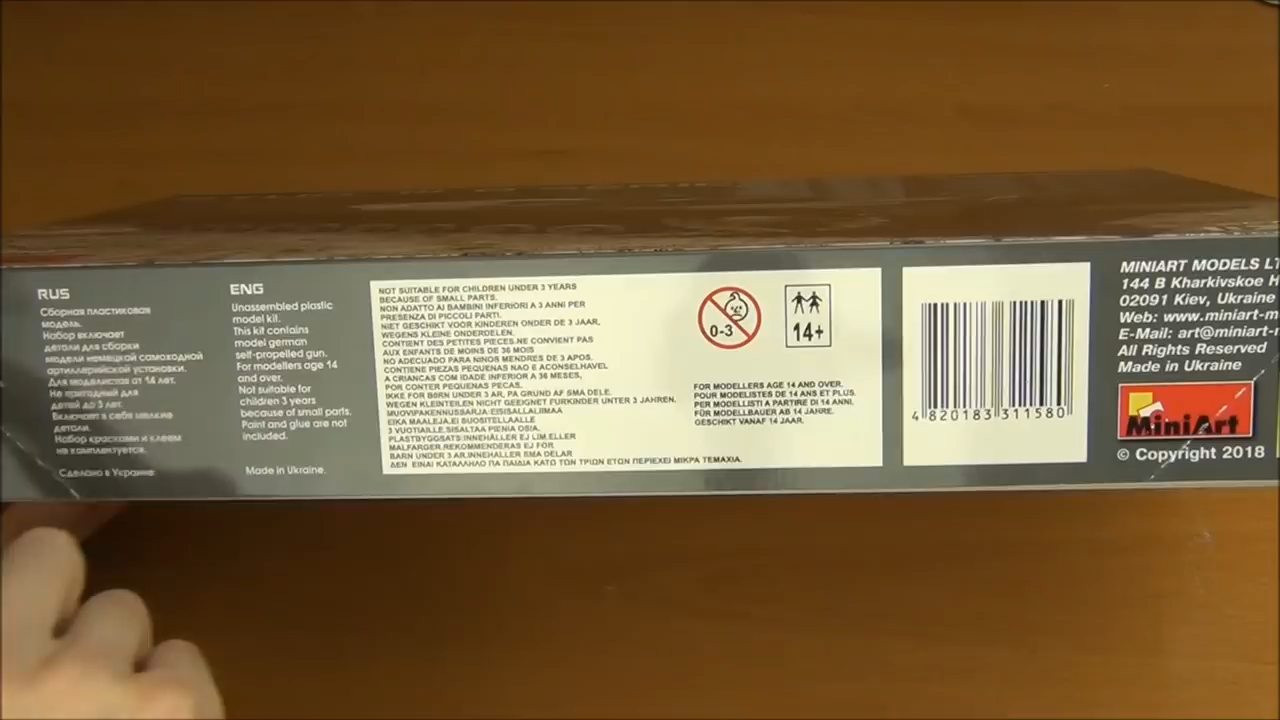 RUS
Сборная пластиковая
модель.
Набор включает
детали для сборки
модели немецкой самоходной
артиллерийской установки.
Для моделистов от 14 лет.
Не пригодный для
детей до 3 лет.
Включает в себя мелкие
детали.
Набор красками и клеем
не комплектуется.
Сделано в Украине
ENG
Unassembled plastic
model kit.
This kit contains
model german
self-propelled gun.
For modellers age 14
and over.
Not suitable for
children 3 years
because of small parts.
Paint and glue are not
included.
Made in Ukraine.
NOT SUITABLE FOR CHILDREN UNDER 3 YEARS
BECAUSE OF SMALL PARTS.
NON ADATTO AI BAMBINI INFERIORI A 3 ANNI PER
PRESENZA DI PICCOLI PARTI.
NIET GESCHIKT VOOR KINDEREN ONDER DE 3 JAAR,
WEGENS KLEINE ONDERDELEN.
CONTIENT DES PETITES PIECES.NE CONVIENT PAS
AUX ENFANTS DE MOINS DE 36 MOIS
NO ADECUADO PARA NINOS MENDRES DE 3 APOS.
CONTIENE PIEZAS PEQUENAS NAO E ACONSELHAVEL
A CRIANCAS COM IDADE INFERIOR A 36 MESES,
POR CONTER PEQUENAS PECAS.
IKKE FOR BØRN UNDER 3 AR, PA GRUND AF SMA DELE.
WEGEN KLEINTEILEN NICHT GEEIGNET FURKINDER UNTER 3 JAHREN.
MUOVIPAKENNUSSARJA:EISISALLALIIMAA
EIKA MAALEJA.EI SUOSITELLAALLE
3 VUOTIAILLE.SISALTAA PIENIA OSIA.
PLASTBYGGSATS:INNEHÅLLER EJ LIM,ELLER
MALFARGER.REKOMMENDERAS EJ FOR
BARN UNDER 3 AR.INNEHALLER SMA DELAR
ΔΕΝ ΕΙΝΑΙ ΚΑΤΑΛΛΗΛΟ ΓΙΑ ΠΑΙΔΙΑ ΚΑΤΩ ΤΩΝ ΤΡΙΩΝ ΕΤΩΝ ΠΕΡΙΕΧΕΙ ΜΙΚΡΑ ΤΕΜΑΧΙΑ.
0-3
14+
FOR MODELLERS AGE 14 AND OVER.
POUR MODELISTES DE 14 ANS ET PLUS.
PER MODELLISTI A PARTIRE DI 14 ANNI.
FÜR MODELLBAUER AB 14 JAHRE.
GESCHIKT VANAF 14 JAAR.
4 820183 311580
MINIART MODELS
144 B Kharkivskoe
02091 Kiev, Ukraine
Web:
E-Mail:
All Rights Reserved
Made in Ukraine
MiniArt
© Copyright 2018